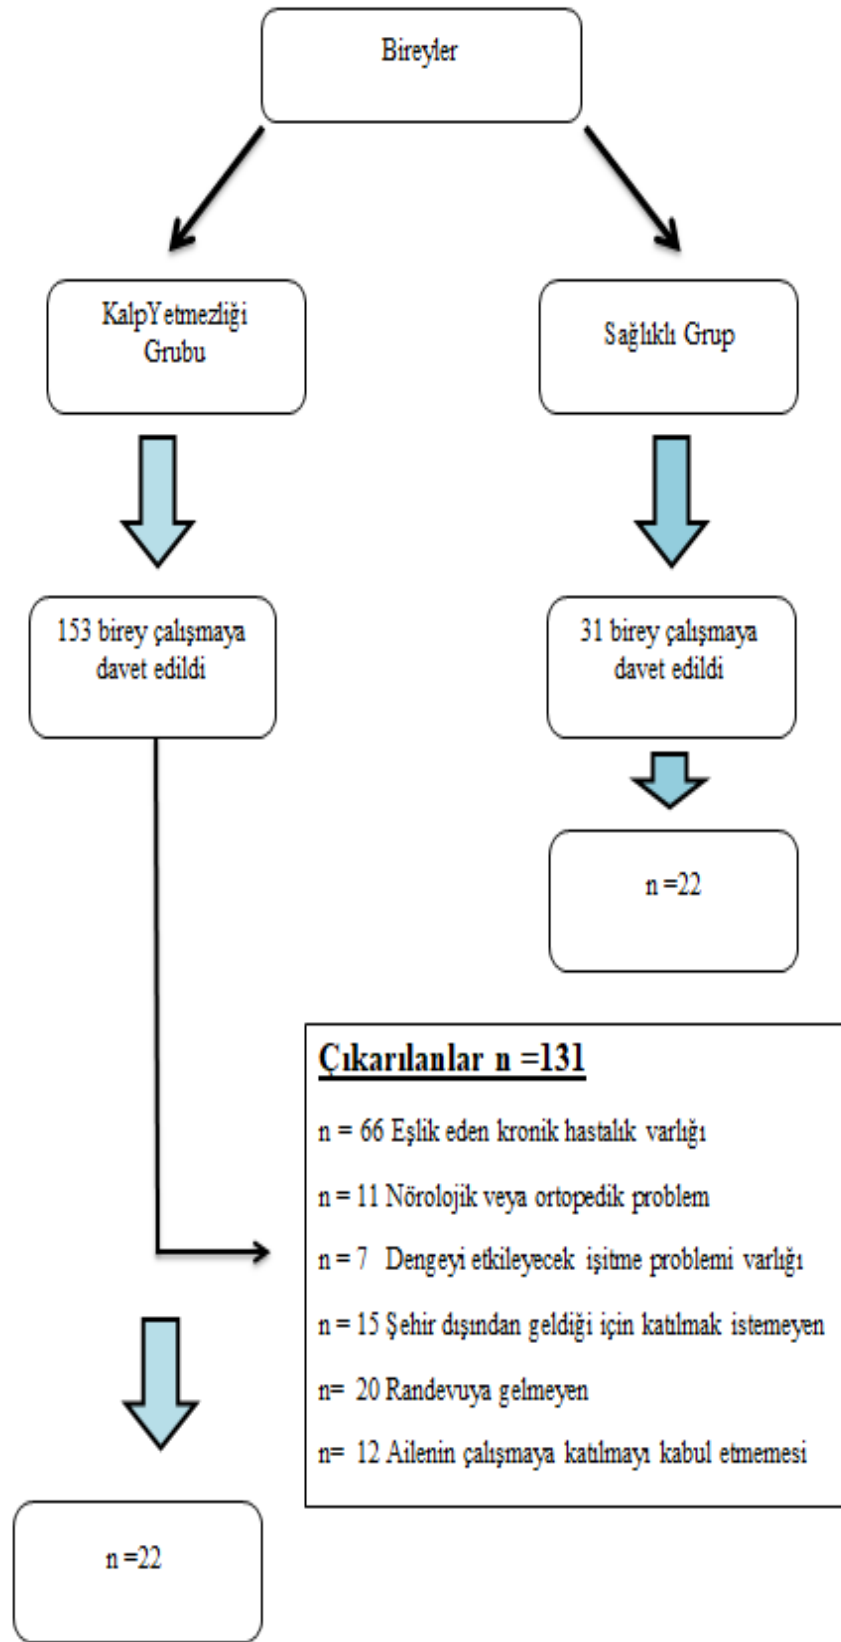 Bireyler
KalpYetmezliği
Grubu
Sağlıklı Grup
153 birey çalışmaya
davet edildi
31 birey çalışmaya
davet edildi
n =22
Çıkarılanlar n =131
n = 66 Eşlik eden kronik hastalık varlığı
n = 11 Nörolojik veya ortopedik problem
n = 7 Dengeyi etkileyecek işitme problemi varlığı
n = 15 Şehir dışından geldiği için katılmak istemeyen
n= 20 Randevuya gelmeyen
n= 12 Ailenin çalışmaya katılmayı kabul etmemesi
n =22